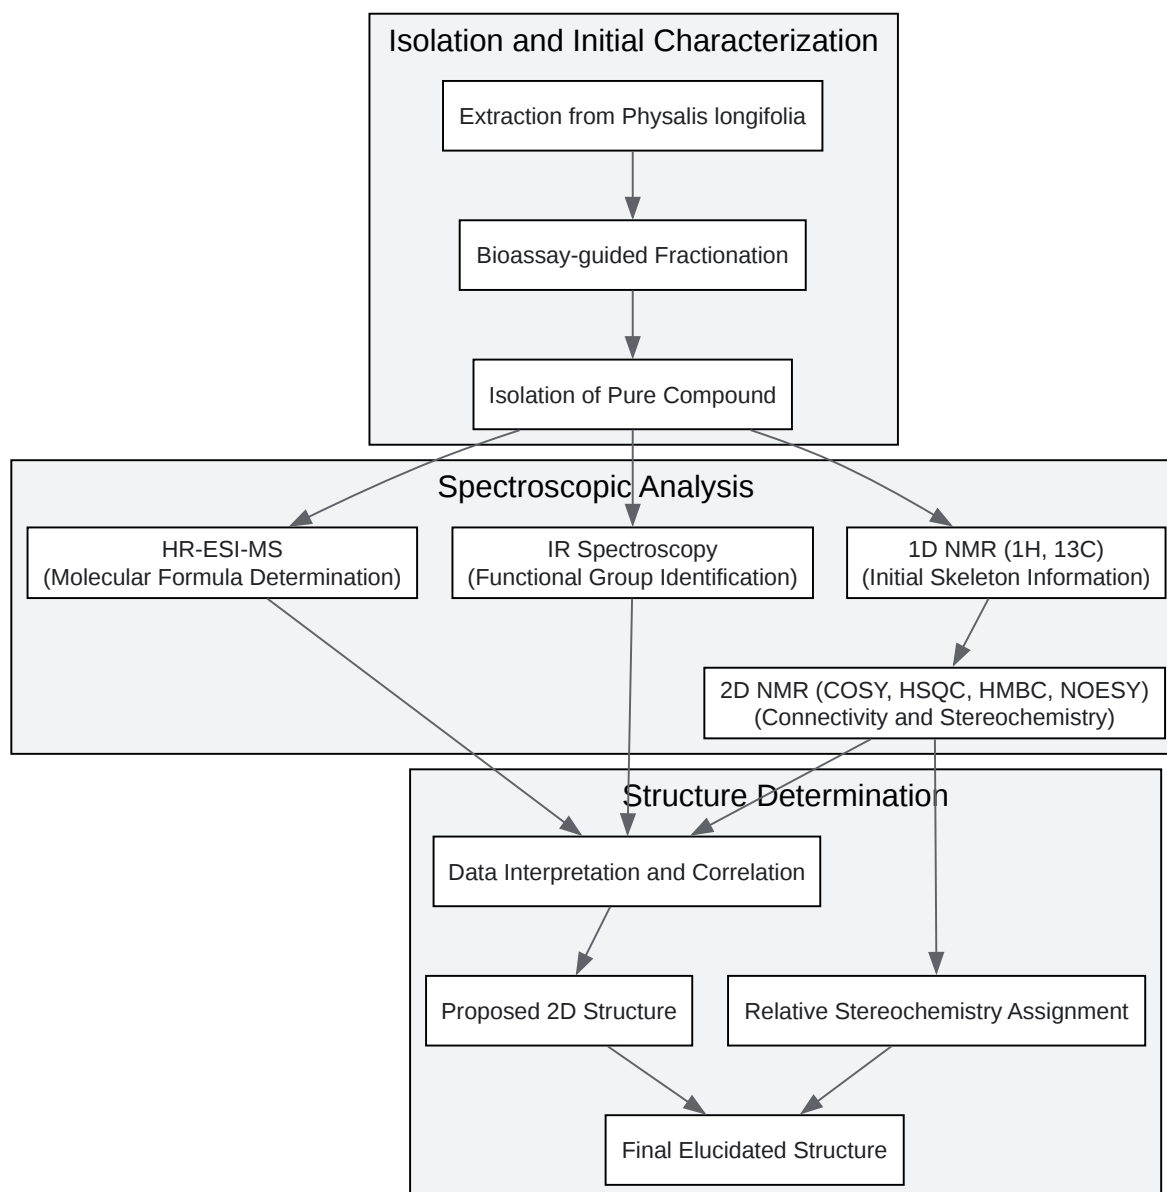 Isolation and Initial Characterization
Extraction from Physalis longifolia
Bioassay-guided Fractionation
Isolation of Pure Compound
Spectroscopic Analysis
HR-ESI-MS
(Molecular Formula Determination)
IR Spectroscopy
(Functional Group Identification)
1D NMR (1H, 13C)
(Initial Skeleton Information)
2D NMR (COSY, HSQC, HMBC, NOESY)
(Connectivity and Stereochemistry)
Structure Determination
Data Interpretation and Correlation
Proposed 2D Structure
Relative Stereochemistry Assignment
Final Elucidated Structure